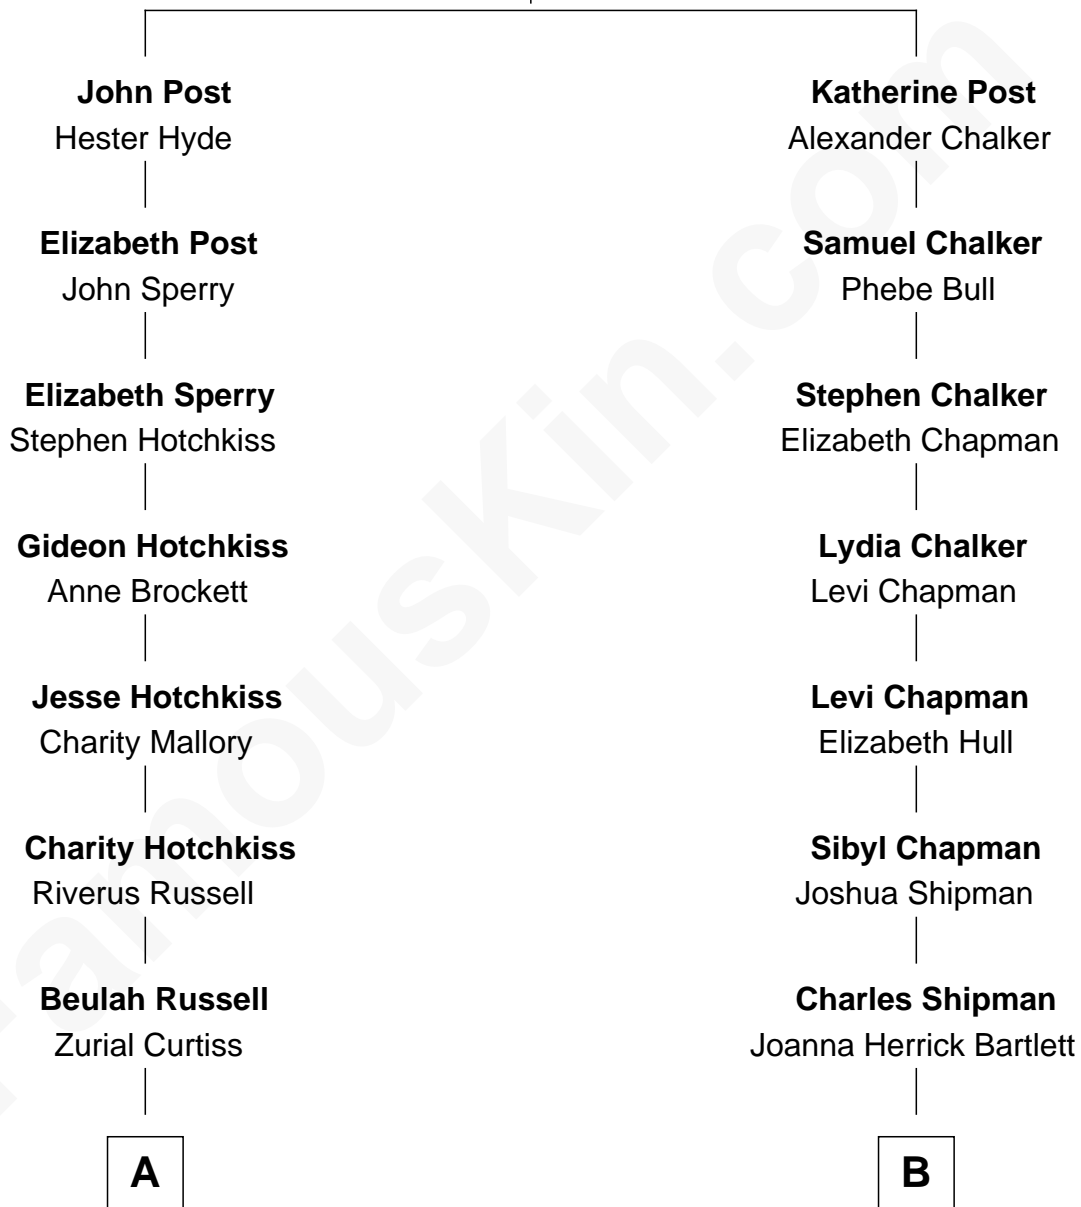 John Post
Hester Hyde
Elizabeth Post
John Sperry
Elizabeth Sperry
Stephen Hotchkiss
Gideon Hotchkiss
Anne Brockett
Jesse Hotchkiss
Charity Mallory
Charity Hotchkiss
Riverus Russell
Beulah Russell
Zurial Curtiss
A
Katherine Post
Alexander Chalker
Samuel Chalker
Phebe Bull
Stephen Chalker
Elizabeth Chapman
Lydia Chalker
Levi Chapman
Levi Chapman
Elizabeth Hull
Sibyl Chapman
Joshua Shipman
Charles Shipman
Joanna Herrick Bartlett
B
FamousKin.com